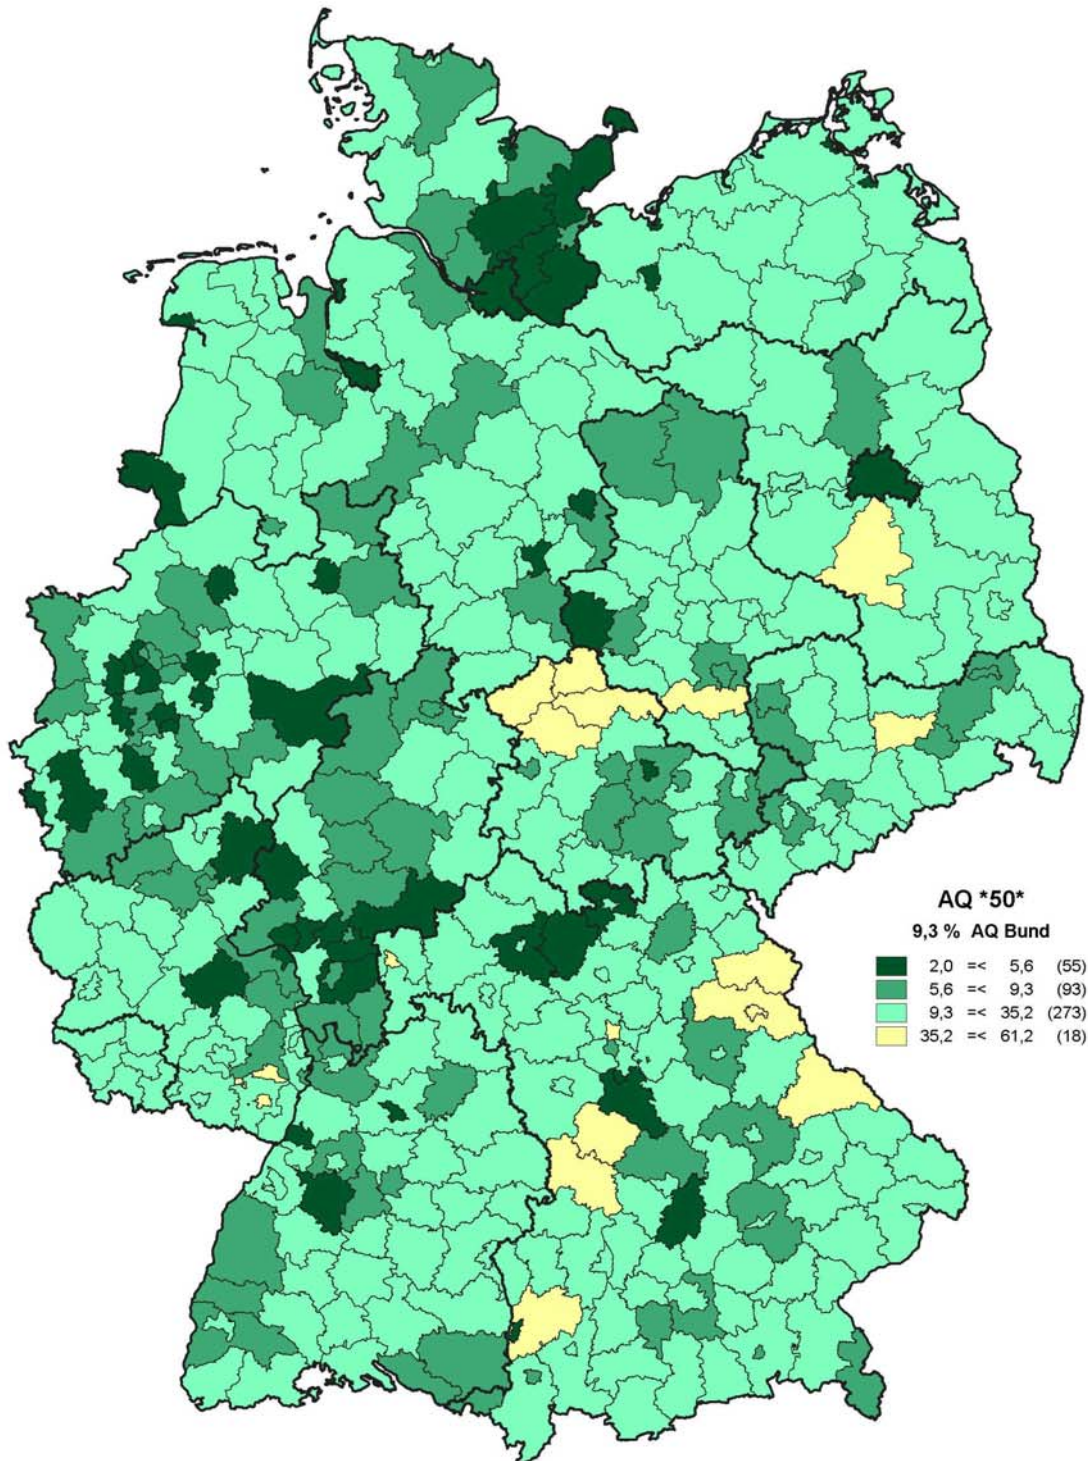 AQ *50*
9,3 % AQ Bund
2,0 =< 5,6 (55)
5,6 =< 9,3 (93)
9,3 =< 35,2 (273)
35,2 =< 61,2 (18)